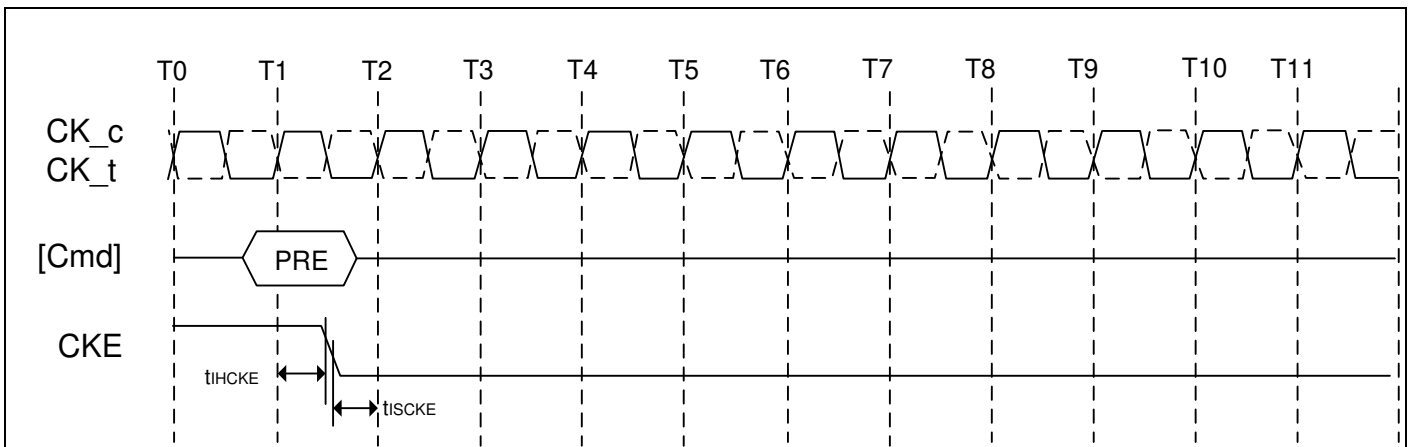 T0 T1 T2 T3 T4 T5 T6 T7 T8 T9 T10 T11
CK_c
CK_t
[Cmd] PRE
CKE
tIHCKE
tISCKE